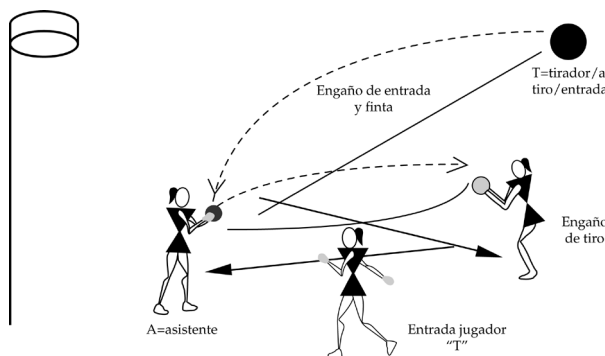 T=tirador/a
tiro/entrada
Engaño de entrada
y finta
Engaño
de tiro
A=asistente
Entrada jugador
“T”